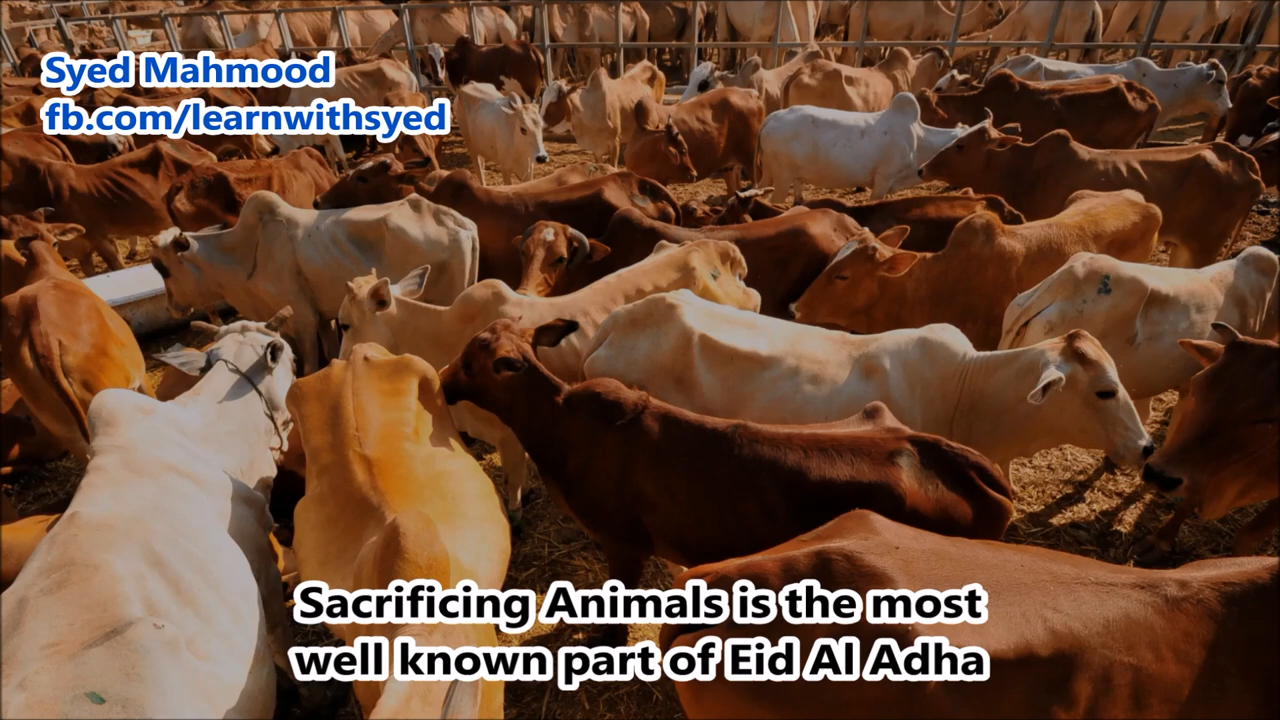 Syed Mahmood
fb.com/learnwithsyed
Sacrificing Animals is the most
well known part of Eid Al Adha